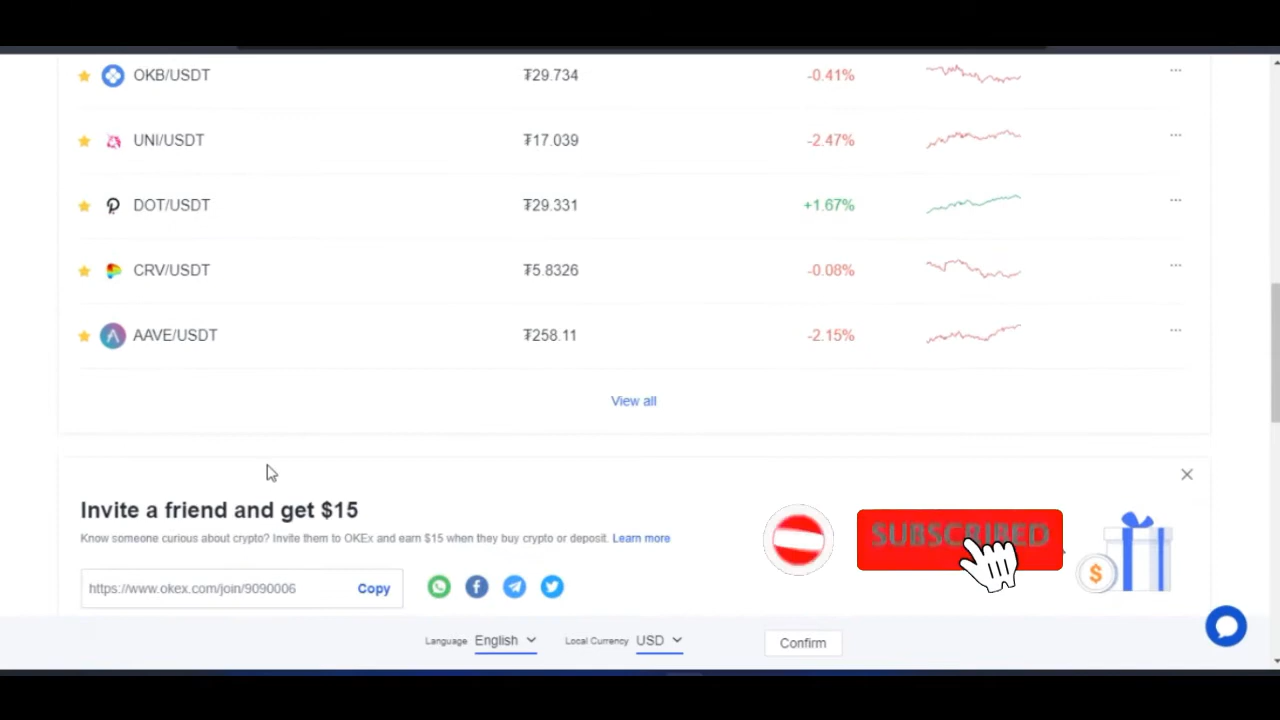 OKB/USDT ₮29.734 -0.41% ...
UNI/USDT ₮17.039 -2.47% ...
DOT/USDT ₮29.331 +1.67% ...
CRV/USDT ₮5.8326 -0.08% ...
AAVE/USDT ₮258.11 -2.15% ...
View all
Invite a friend and get $15
Know someone curious about crypto? Invite them to OKEx and earn $15 when they buy crypto or deposit. Learn more
SUBSCRIBED
https://www.okex.com/join/9090006 Copy
$
Language English Local Currency USD Confirm